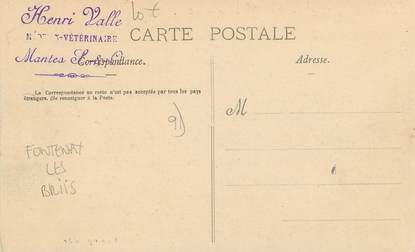 Henri Valle
lot
VÉTÉRINAIRE
CARTE POSTALE
Mantes S. O.
Correspondance.
Adresse.
La Correspondance au recto n'est pas acceptée par tous les pays
étrangers. (Se renseigner à la Poste.)
M
91
FONTENAY
LES
BRIIS